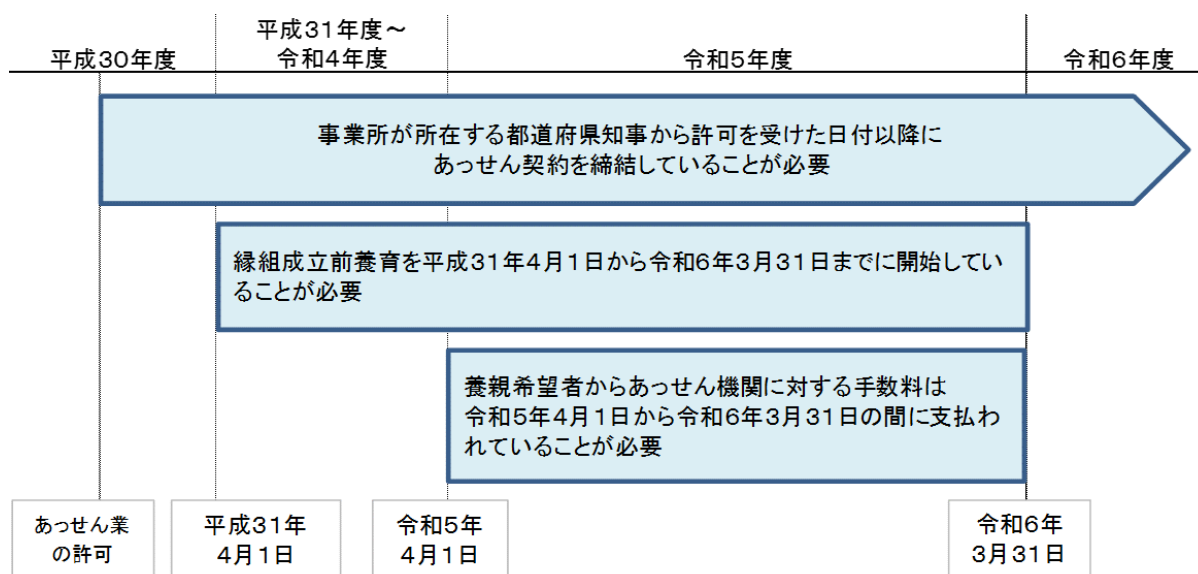 平成30年度
平成31年度～
令和4年度
令和5年度
令和6年度
事業所が所在する都道府県知事から許可を受けた日付以降に
あっせん契約を締結していることが必要
縁組成立前養育を平成31年4月1日から令和6年3月31日までに開始してい
ることが必要
養親希望者からあっせん機関に対する手数料は
令和5年4月1日から令和6年3月31日の間に支払わ
れていることが必要
あっせん業
の許可
平成31年
4月1日
令和5年
4月1日
令和6年
3月31日